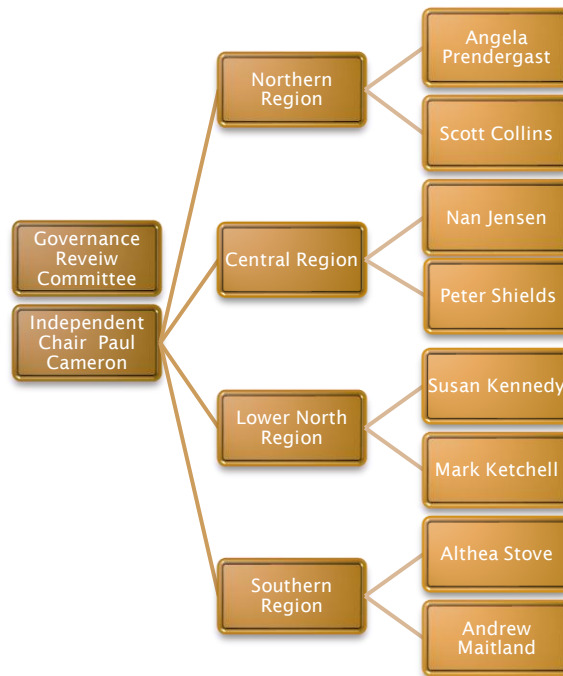 Governance
Reveiw
Committee
Independent
Chair Paul
Cameron
Northern
Region
Angela
Prendergast
Scott Collins
Central Region
Nan Jensen
Peter Shields
Lower North
Region
Susan Kennedy
Mark Ketchell
Southern
Region
Althea Stove
Andrew
Maitland